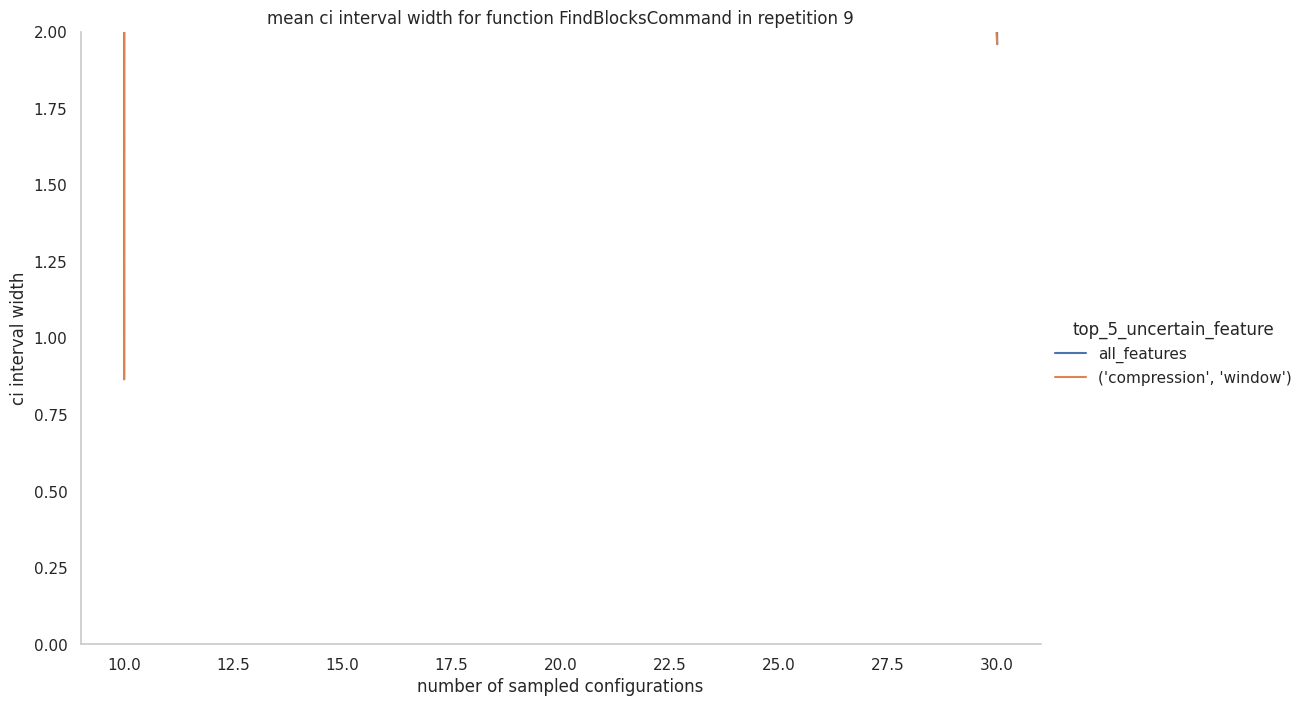 mean ci interval width for function FindBlocksCommand in repetition 9
2.00
1.75
1.50
1.25
1.00
0.75
0.50
0.25
0.00
ci interval width
10.0 12.5 15.0 17.5 20.0 22.5 25.0 27.5 30.0
number of sampled configurations
top_5_uncertain_feature
all_features
('compression', 'window')